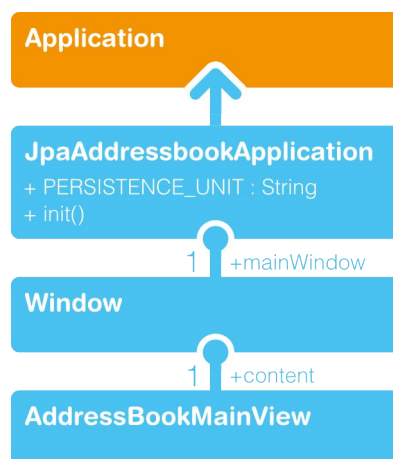 Application
JpaAddressbookApplication
+ PERSISTENCE_UNIT : String
+ init()
1 +mainWindow
Window
1 +content
AddressBookMainView